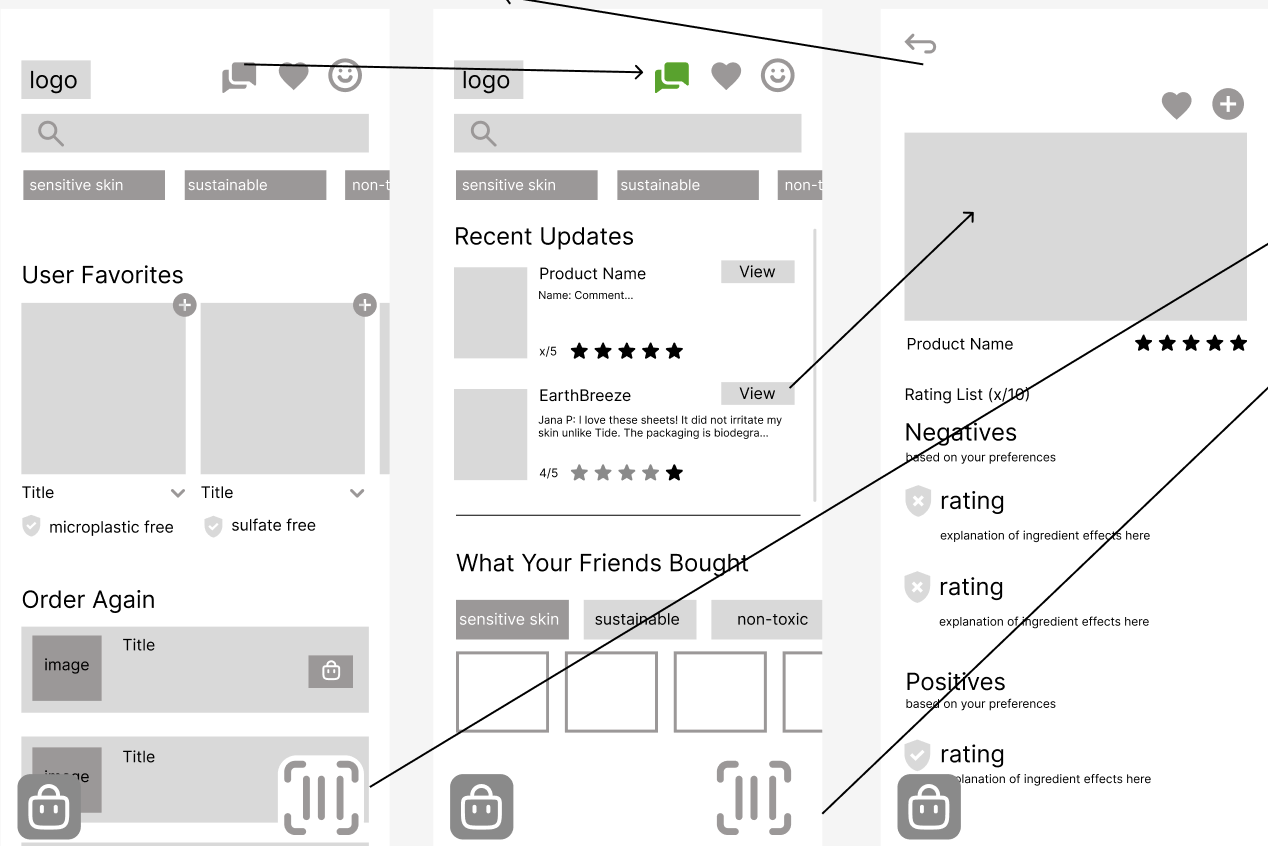 logo
sensitive skin
sustainable
non-t
User Favorites
Title
Title
microplastic free
sulfate free
Order Again
Title
image
Title
image
logo
sensitive skin
sustainable
non-t
Recent Updates
Product Name
View
Name: Comment...
x/5
EarthBreeze
View
Jana P: I love these sheets! It did not irritate my
skin unlike Tide. The packaging is biodegra...
4/5
What Your Friends Bought
sensitive skin
sustainable
non-toxic
Product Name
Rating List (x/10)
Negatives
based on your preferences
rating
explanation of ingredient effects here
rating
explanation of ingredient effects here
Positives
based on your preferences
rating
planation of ingredient effects here